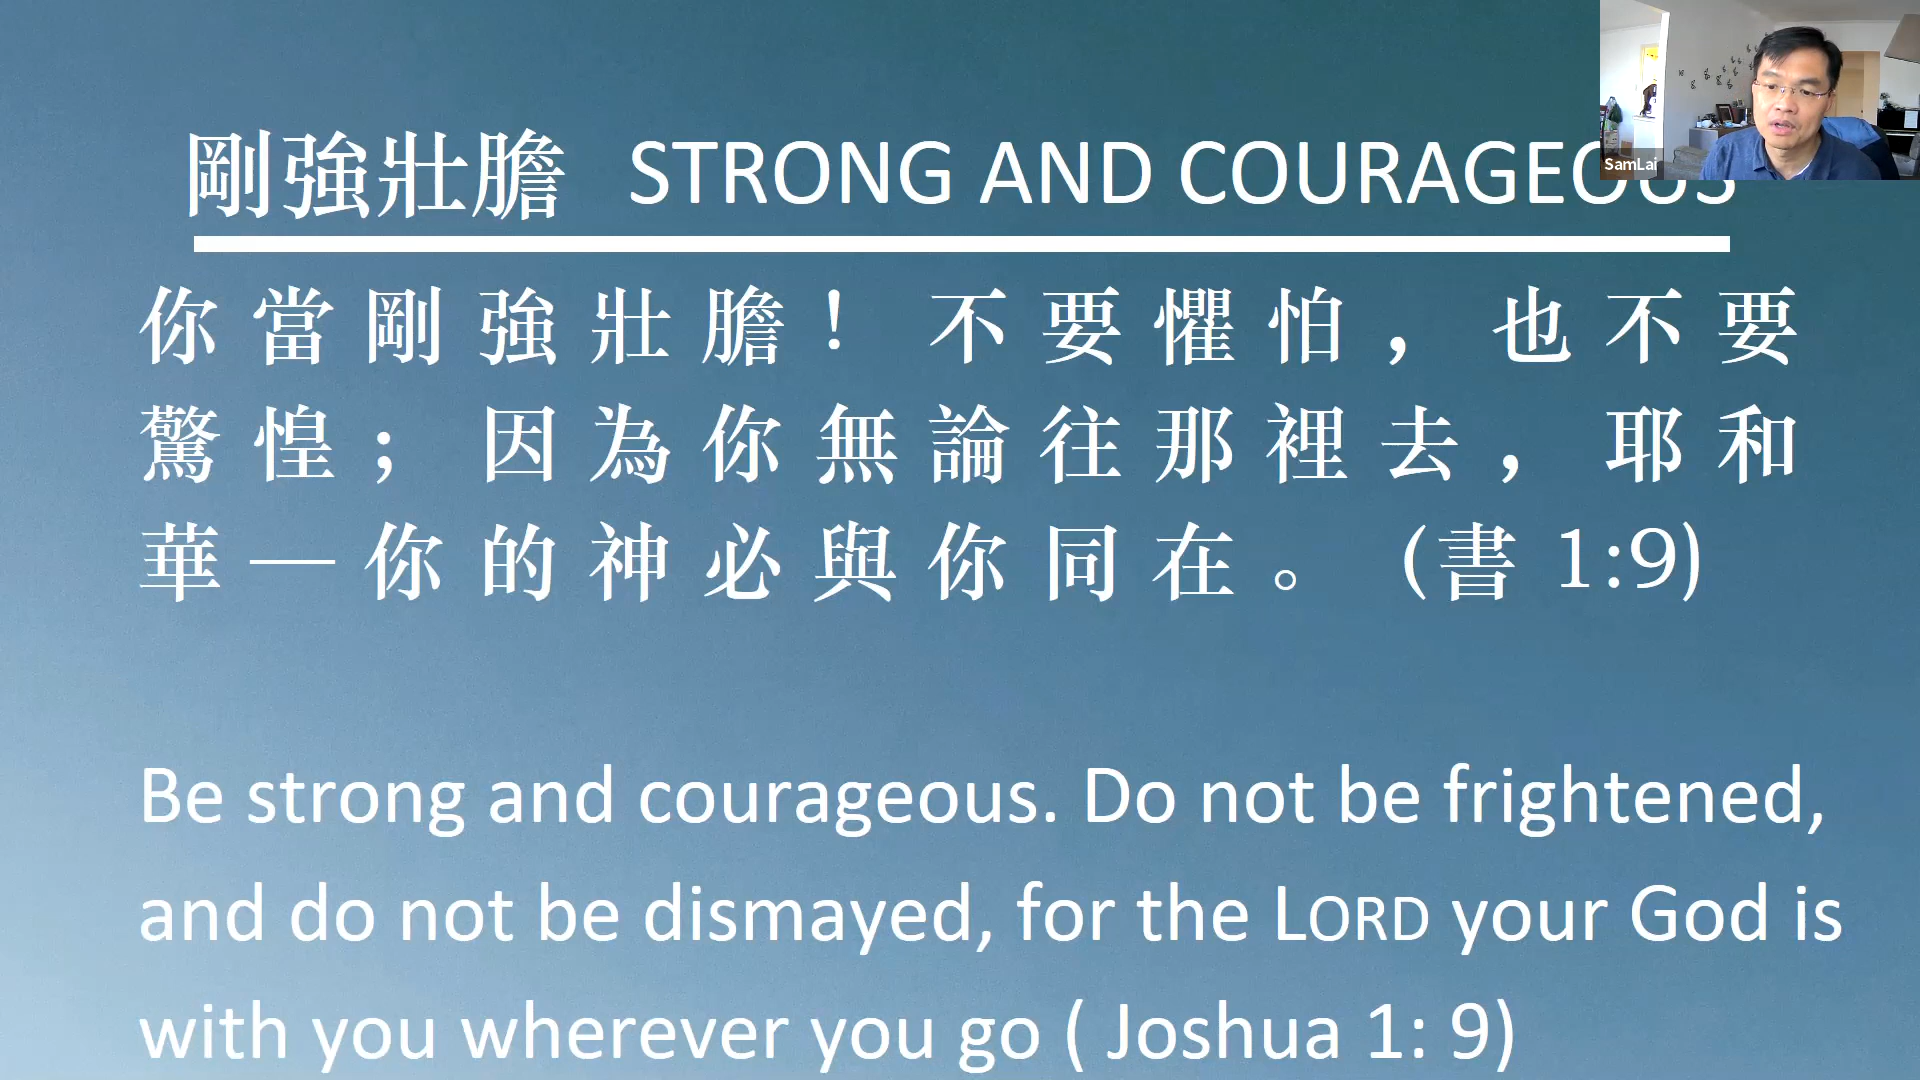 剛強壯膽 STRONG AND COURAGEOUS
SamLai
你當剛強壯膽！不要懼怕，也不要
驚惶；因為你無論往那裡去，耶和
華—你的神必與你同在。(書 1:9)
Be strong and courageous. Do not be frightened,
and do not be dismayed, for the LORD your God is
with you wherever you go ( Joshua 1: 9)